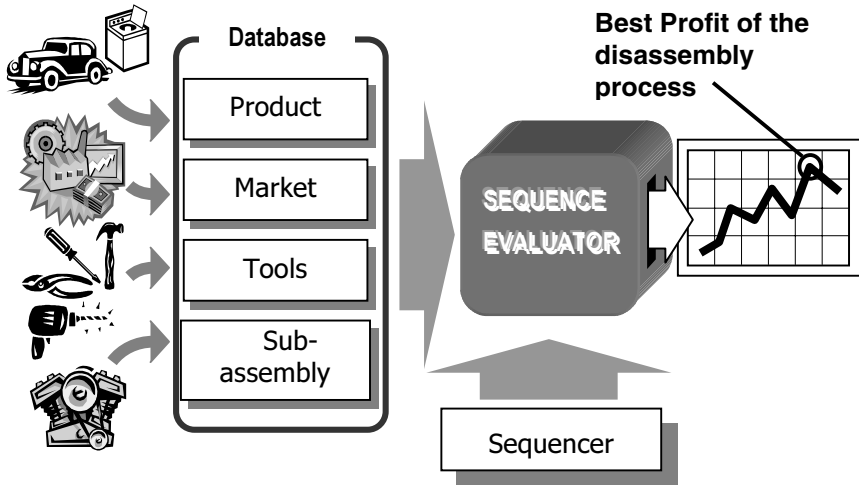 Database
Product
Market
Tools
Sub-
assembly
SEQUENCE
EVALUATOR
Best Profit of the
disassembly
process
Sequencer